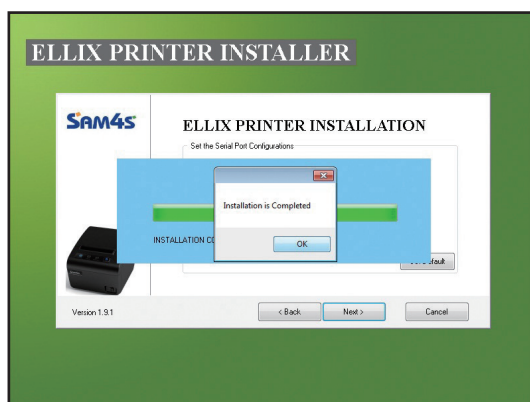 ELLIX PRINTER INSTALLER
SAM4S
ELLIX PRINTER INSTALLATION
Set the Serial Port Configurations
Installation is Completed
INSTALLATION
OK
Version 1.9.1
< Back
Next >
Cancel